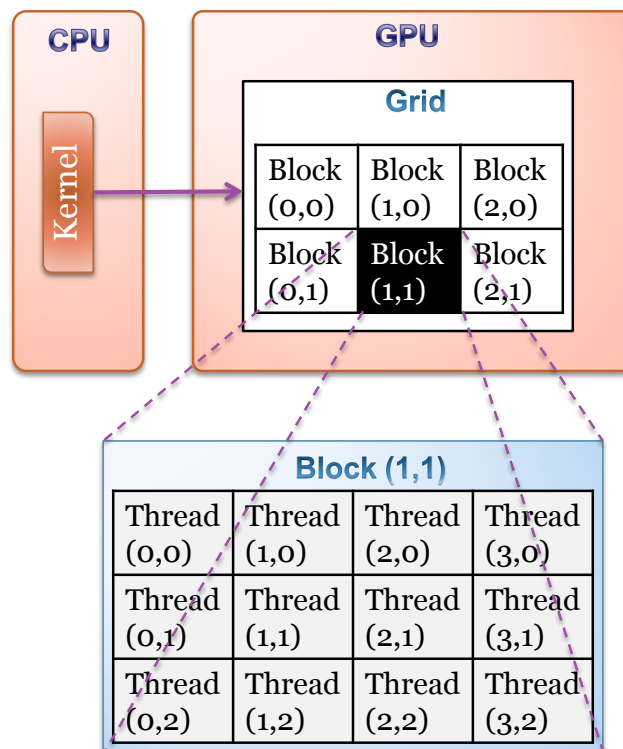 CPU
GPU
Kernel
Grid
Block Block Block
(0,0) (1,0) (2,0)
Block Block Block
(0,1) (1,1) (2,1)
Block (1,1)
Thread Thread Thread Thread
(0,0) (1,0) (2,0) (3,0)
Thread Thread Thread Thread
(0,1) (1,1) (2,1) (3,1)
Thread Thread Thread Thread
(0,2) (1,2) (2,2) (3,2)